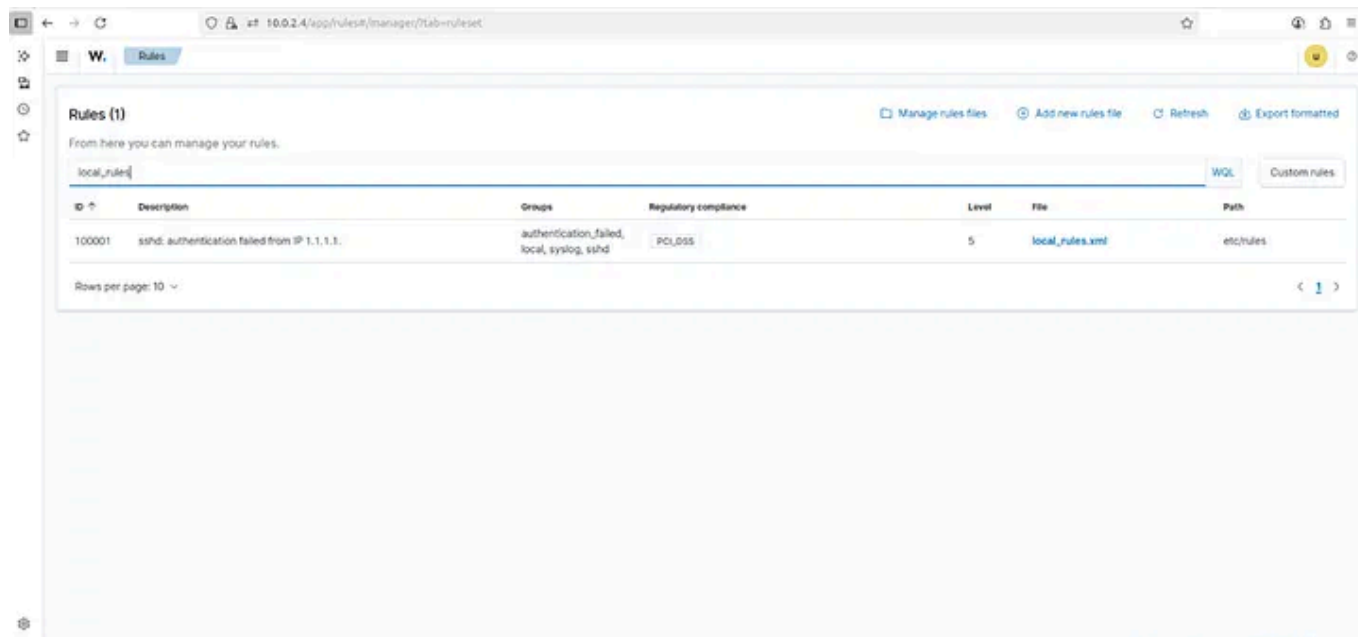 10.0.2.4/app/rules#/manager/?tab=ruleset
W. Rules
u
Rules (1)
Manage rules files
Add new rules file
Refresh
Export formatted
From here you can manage your rules.
local_rules
WQL
Custom rules
ID Description Groups Regulatory compliance Level File Path
100001 sshd: authentication failed from IP 1.1.1.1. authentication_failed, local, syslog, sshd PCI_DSS 5 local_rules.xml etc/rules
Rows per page: 10
1